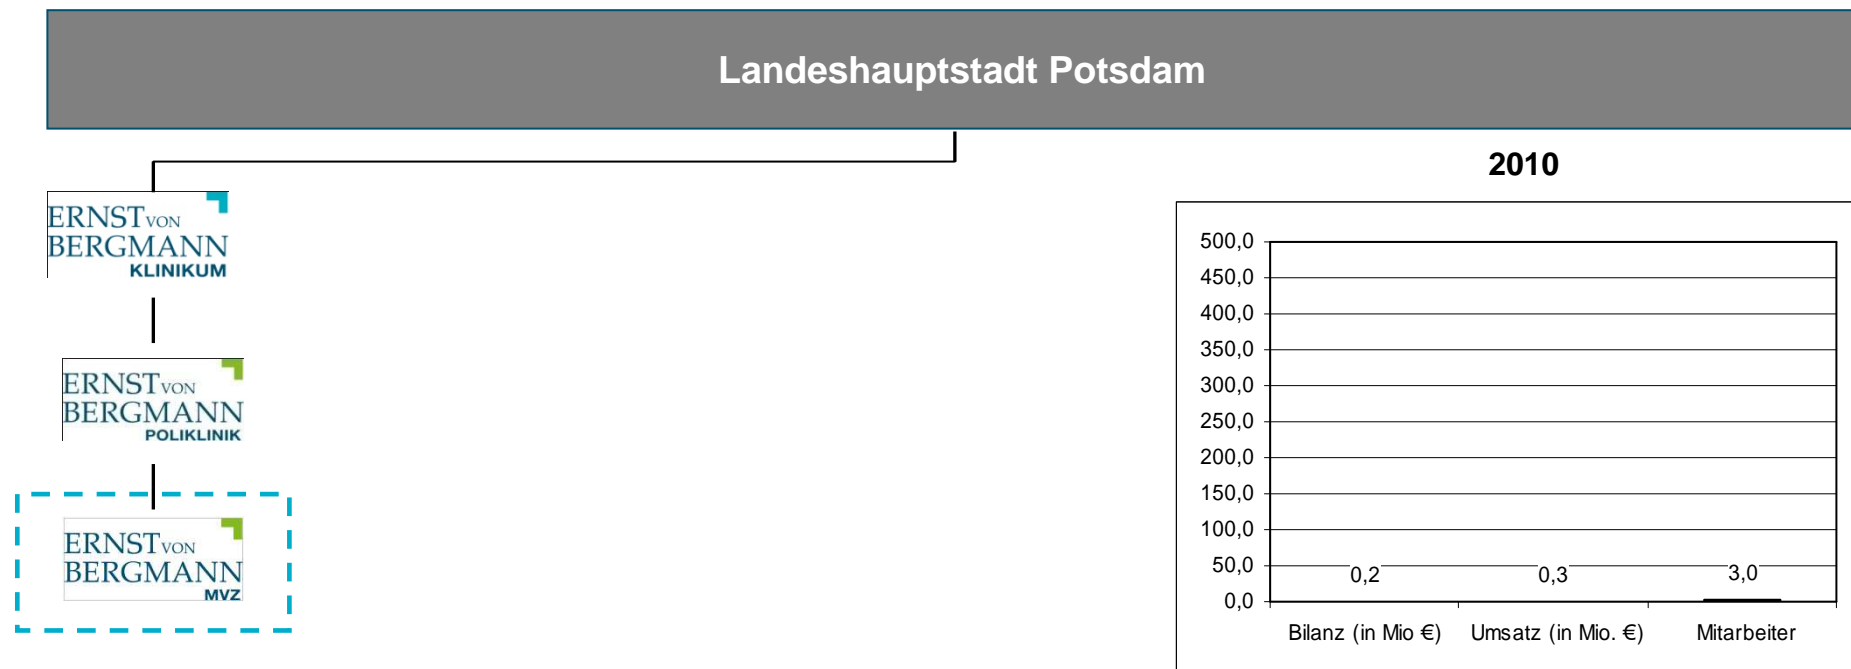 Landeshauptstadt Potsdam
ERNST VON
BERGMANN
KLINIKUM
ERNST VON
BERGMANN
POLIKLINIK
ERNST VON
BERGMANN
MVZ
2010
500,0
450,0
400,0
350,0
300,0
250,0
200,0
150,0
100,0
50,0
0,0
0,2
0,3
3,0
Bilanz (in Mio €)
Umsatz (in Mio. €)
Mitarbeiter